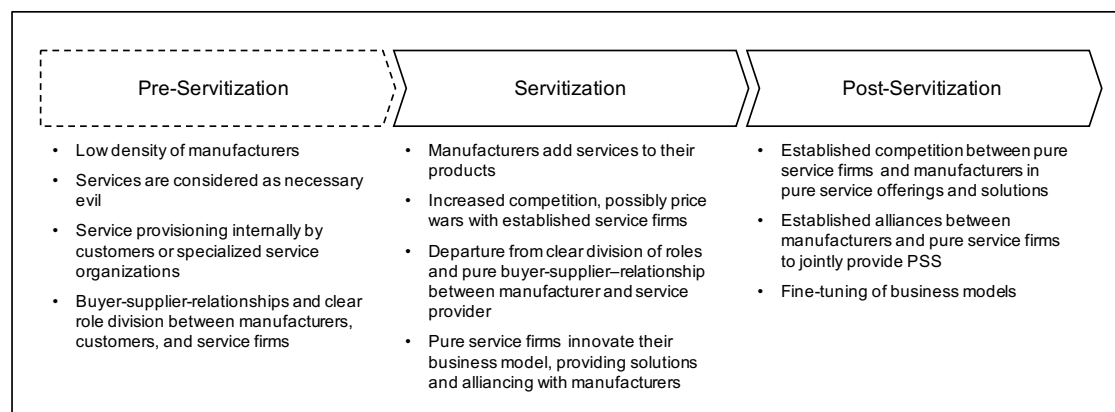 Pre-Servitization
Servitization
Post-Servitization
• Low density of manufacturers
• Services are considered as necessary
evil
• Service provisioning internally by
customers or specialized service
organizations
• Buyer-supplier-relationships and clear
role division between manufacturers,
customers, and service firms
• Manufacturers add services to their
products
• Increased competition, possibly price
wars with established service firms
• Departure from clear division of roles
and pure buyer-supplier–relationship
between manufacturer and service
provider
• Pure service firms innovate their
business model, providing solutions
and alliancing with manufacturers
• Established competition between pure
service firms and manufacturers in
pure service offerings and solutions
• Established alliances between
manufacturers and pure service firms
to jointly provide PSS
• Fine-tuning of business models